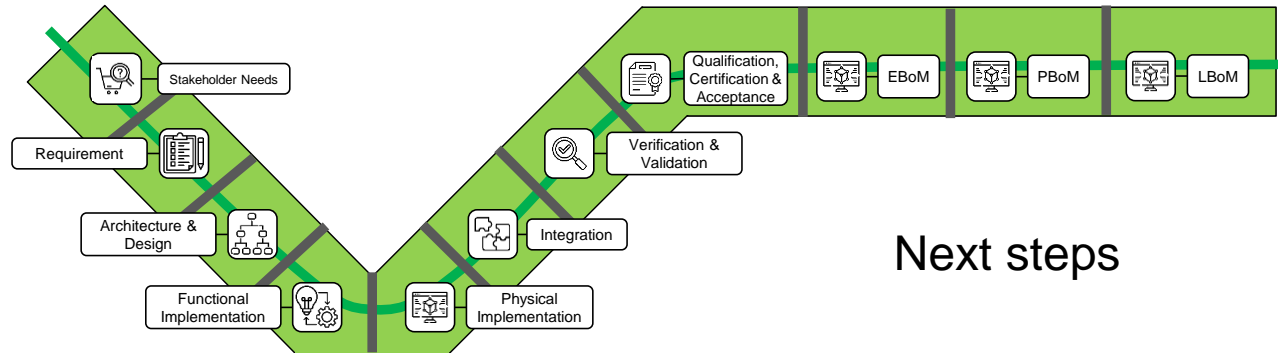 Stakeholder Needs
Requirement
Architecture &
Design
Functional
Implementation
Physical
Implementation
Integration
Verification &
Validation
Qualification,
Certification &
Acceptance
EBoM
PBoM
LBoM
Next steps